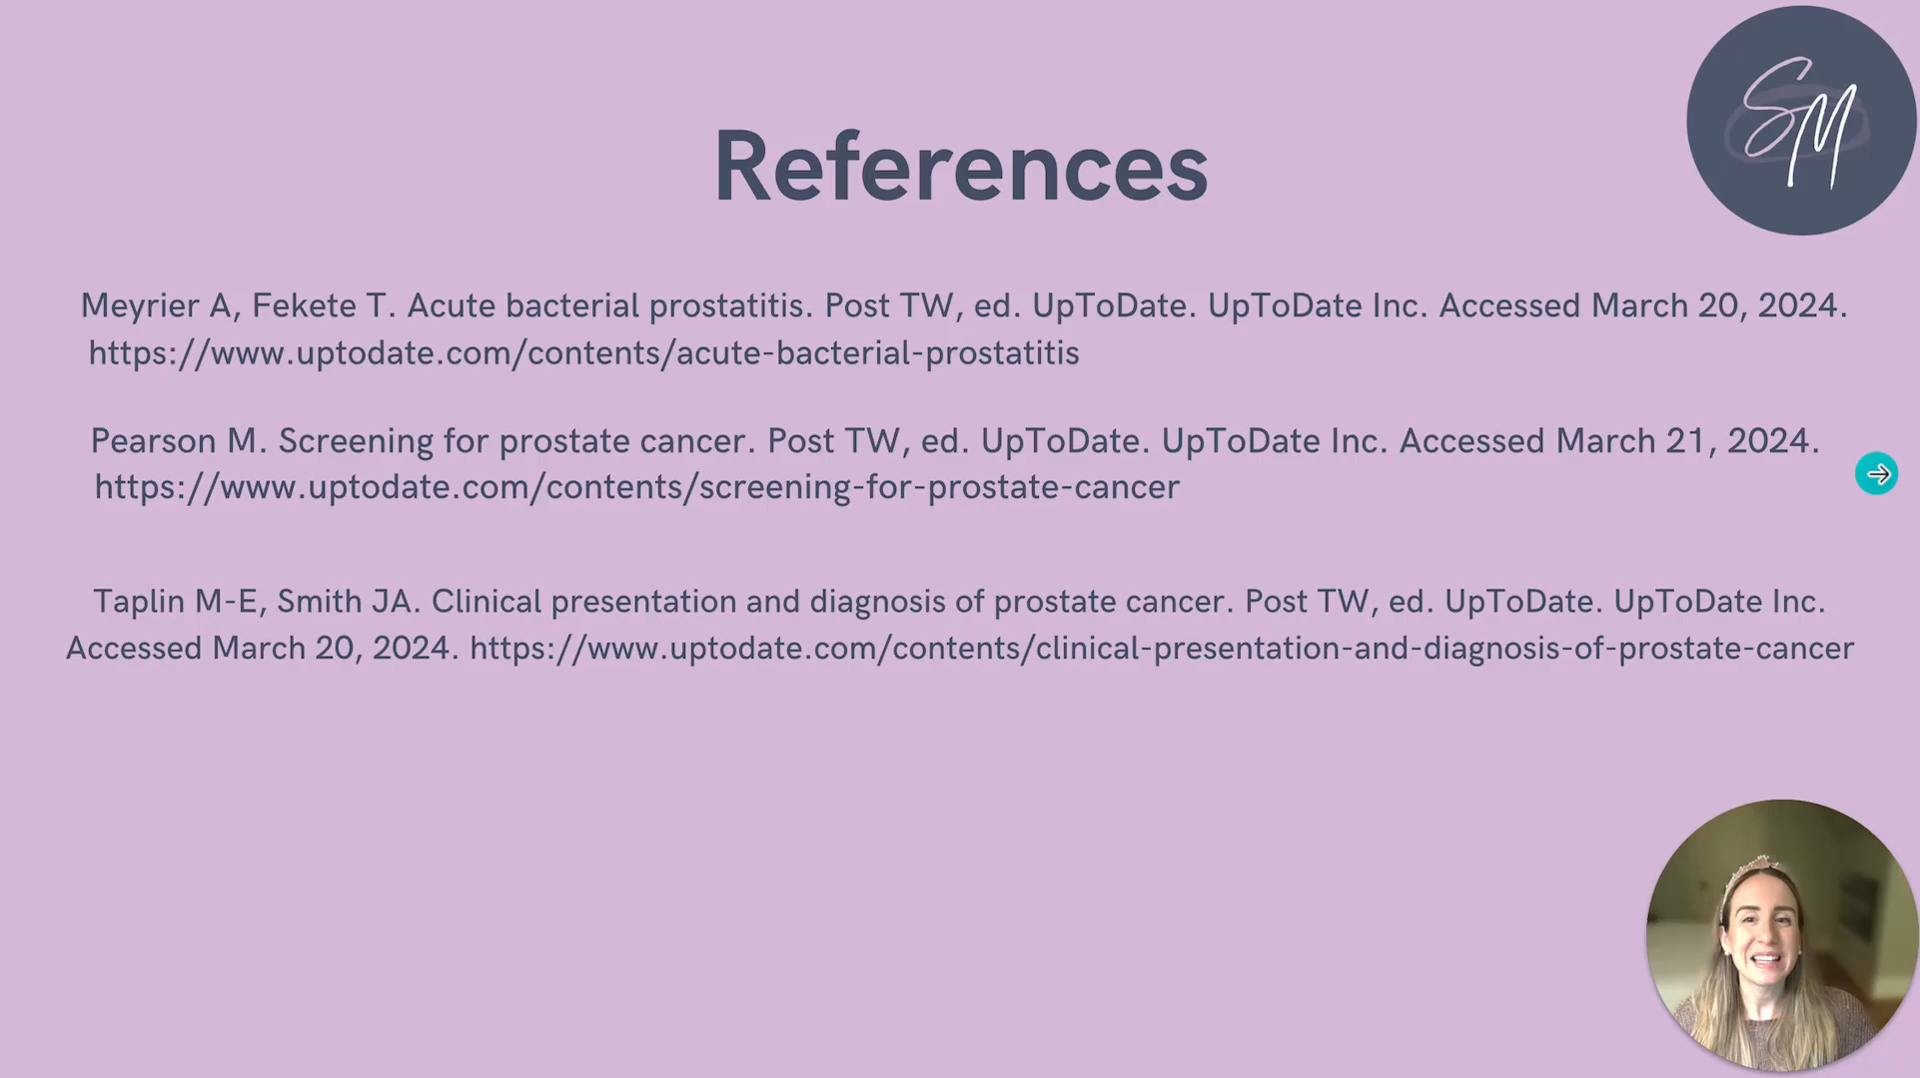 SM
References
Meyrier A, Fekete T. Acute bacterial prostatitis. Post TW, ed. UpToDate. UpToDate Inc. Accessed March 20, 2024.
https://www.uptodate.com/contents/acute-bacterial-prostatitis
Pearson M. Screening for prostate cancer. Post TW, ed. UpToDate. UpToDate Inc. Accessed March 21, 2024.
https://www.uptodate.com/contents/screening-for-prostate-cancer
Taplin M-E, Smith JA. Clinical presentation and diagnosis of prostate cancer. Post TW, ed. UpToDate. UpToDate Inc.
Accessed March 20, 2024. https://www.uptodate.com/contents/clinical-presentation-and-diagnosis-of-prostate-cancer